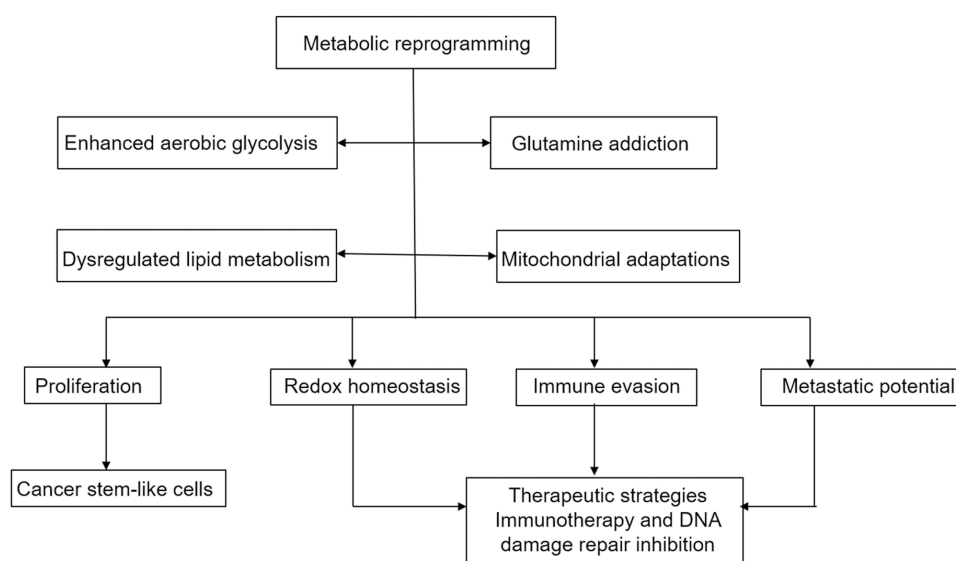 Metabolic reprogramming
Enhanced aerobic glycolysis
Glutamine addiction
Dysregulated lipid metabolism
Mitochondrial adaptations
Proliferation
Redox homeostasis
Immune evasion
Metastatic potential
Cancer stem-like cells
Therapeutic strategies
Immunotherapy and DNA
damage repair inhibition